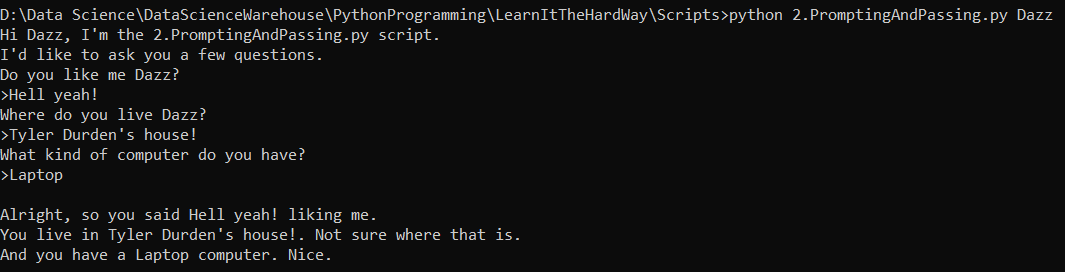 D:\Data Science\DataScienceWarehouse\PythonProgramming\LearnItTheHardWay\Scripts>python 2.PromptingAndPassing.py Dazz
Hi Dazz, I'm the 2.PromptingAndPassing.py script.
I'd like to ask you a few questions.
Do you like me Dazz?
>Hell yeah!
Where do you live Dazz?
>Tyler Durden's house!
What kind of computer do you have?
>Laptop

Alright, so you said Hell yeah! liking me.
You live in Tyler Durden's house!. Not sure where that is.
And you have a Laptop computer. Nice.